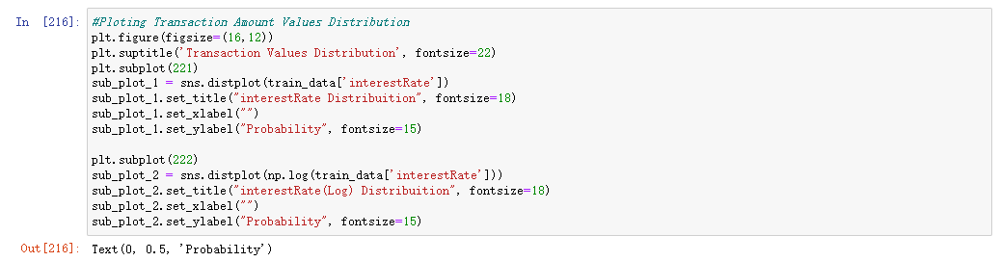 In [216]: #Ploting Transaction Amount Values Distribution
plt.figure(figsize=(16,12))
plt.suptitle('Transaction Values Distribution', fontsize=22)
plt.subplot(221)
sub_plot_1 = sns.distplot(train_data['interestRate'])
sub_plot_1.set_title("interestRate Distribuition", fontsize=18)
sub_plot_1.set_xlabel("")
sub_plot_1.set_ylabel("Probability", fontsize=15)

plt.subplot(222)
sub_plot_2 = sns.distplot(np.log(train_data['interestRate']))
sub_plot_2.set_title("interestRate(Log) Distribuition", fontsize=18)
sub_plot_2.set_xlabel("")
sub_plot_2.set_ylabel("Probability", fontsize=15)
Out[216]: Text(0, 0.5, 'Probability')